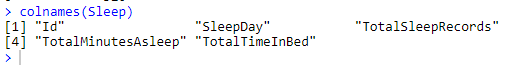 > colnames(Sleep)
[1] "Id" "SleepDay" "TotalSleepRecords"
[4] "TotalMinutesAsleep" "TotalTimeInBed"
>